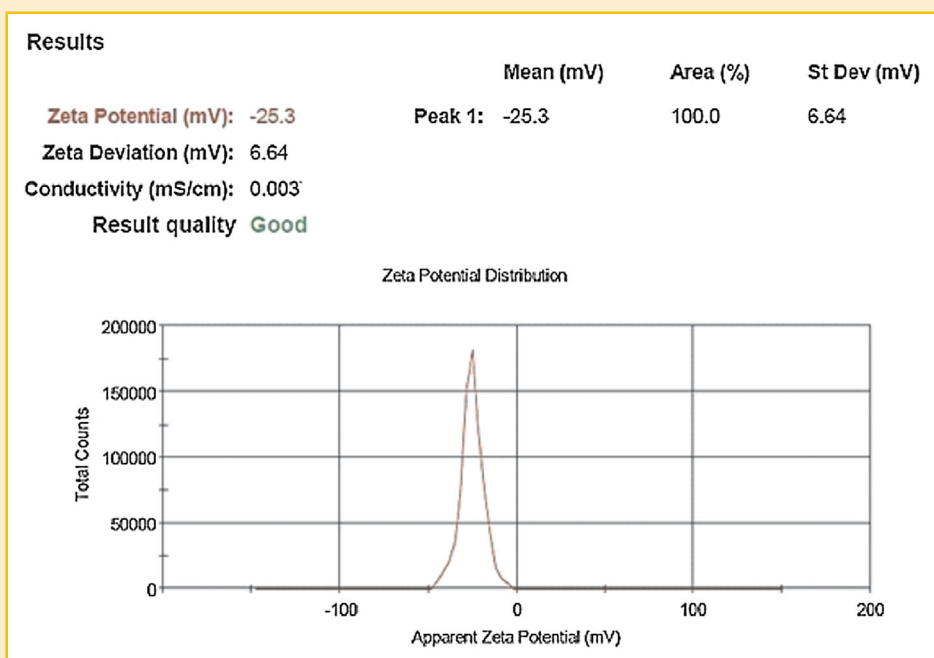 Results
Mean (mV) Area (%) St Dev (mV)
Zeta Potential (mV): -25.3 Peak 1: -25.3 100.0 6.64
Zeta Deviation (mV): 6.64
Conductivity (mS/cm): 0.003
Result quality Good
Zeta Potential Distribution
200000
150000
100000
50000
0
Total Counts
-100 0 100 200
Apparent Zeta Potential (mV)